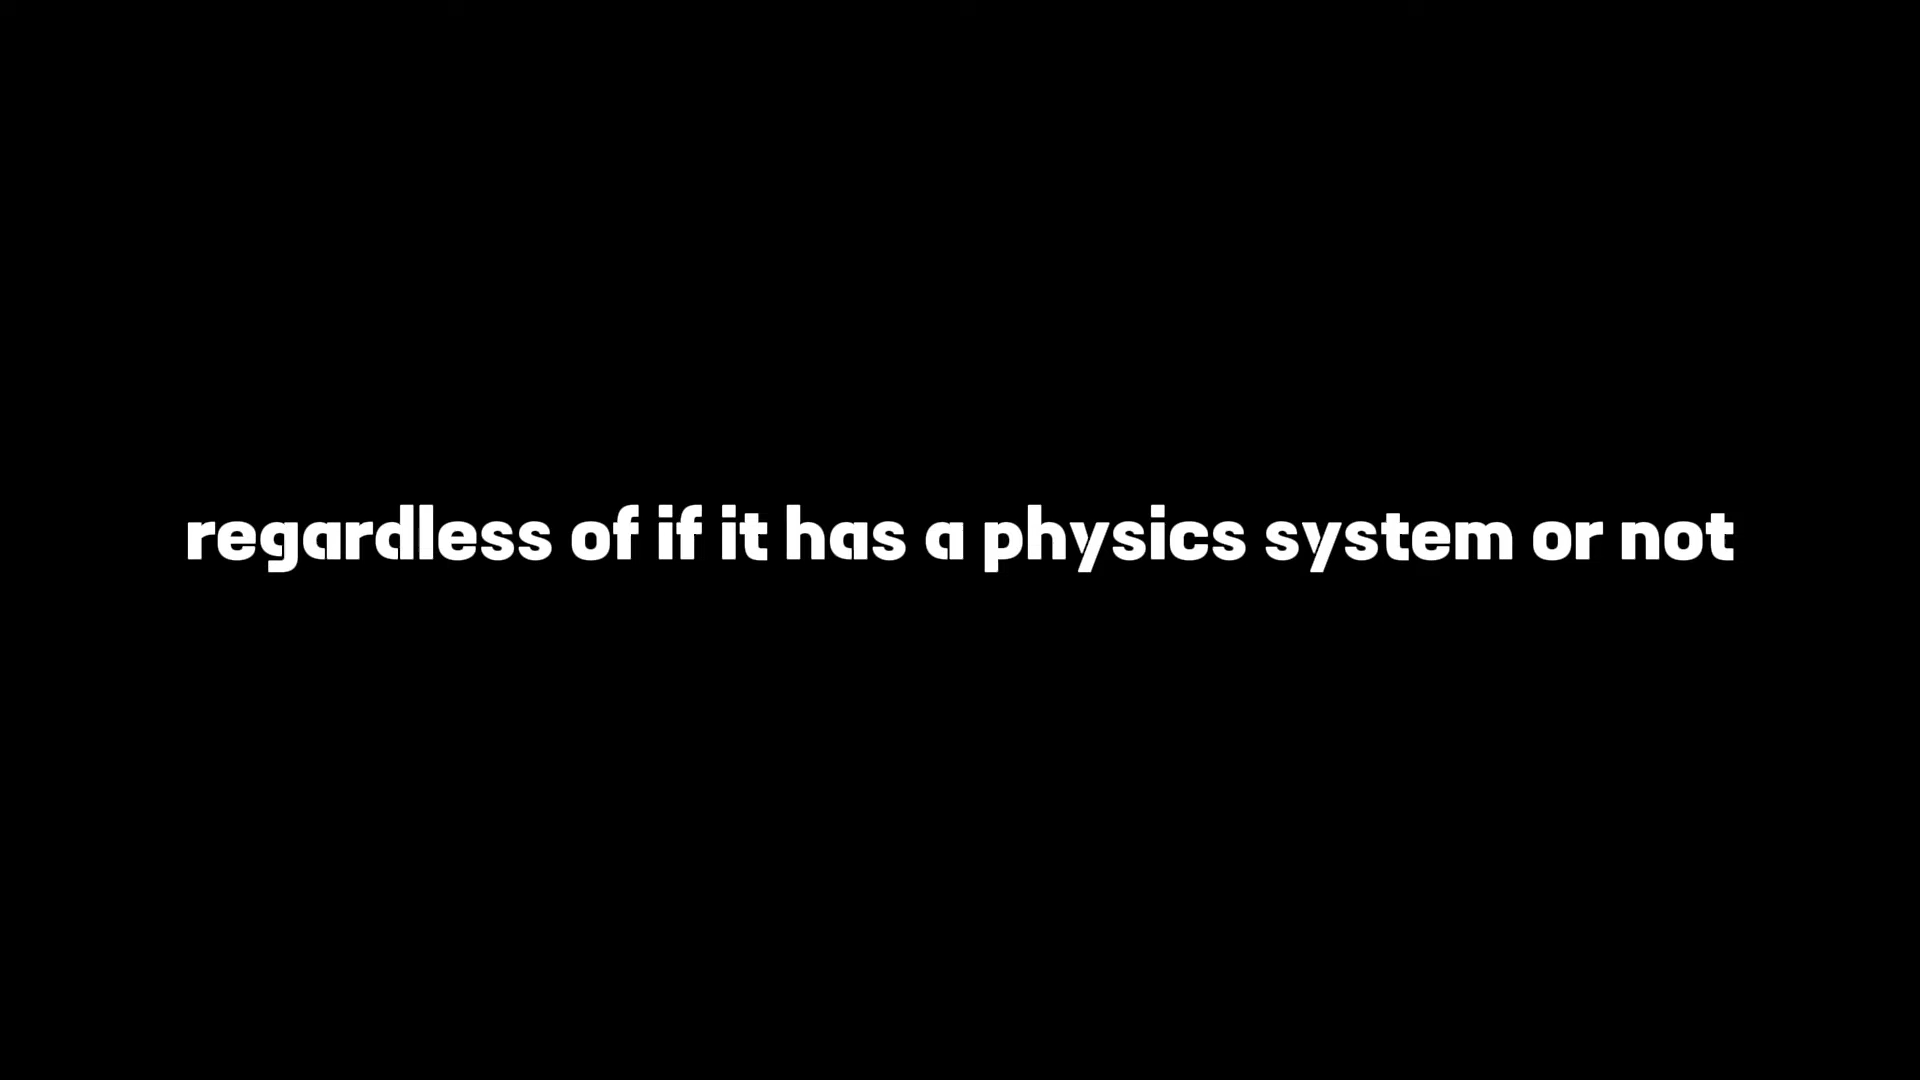 regardless of if it has a physics system or not